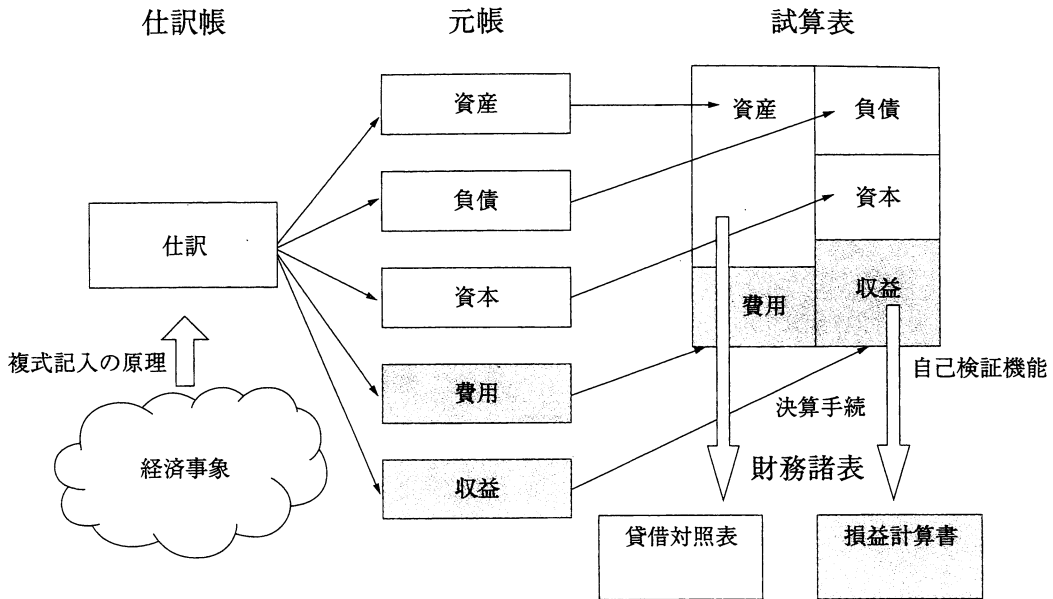 仕訳帳
元帳
試算表
資産
負債
資本
費用
収益
仕訳
複式記入の原理
経済事象
資産
負債
資本
費用
収益
自己検証機能
決算手続
財務諸表
貸借対照表
損益計算書